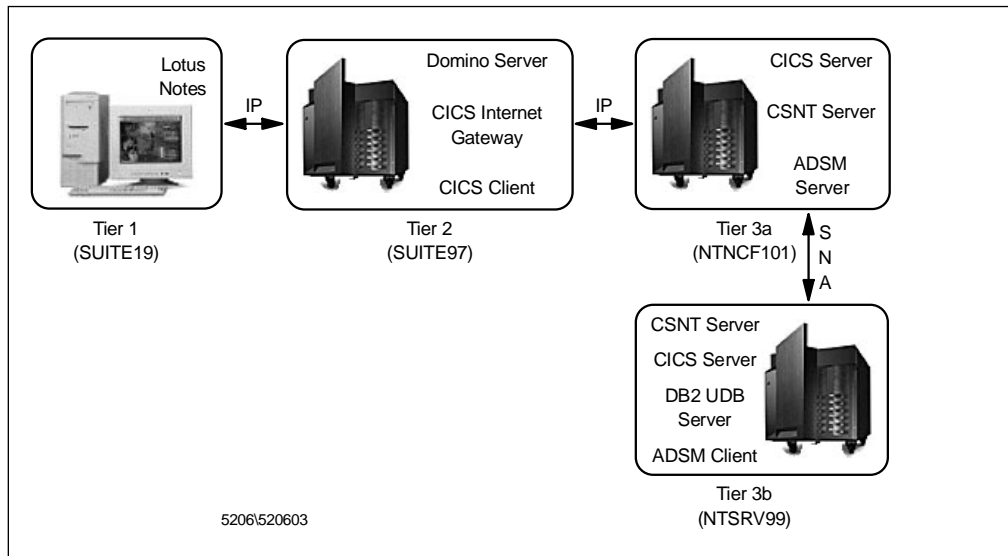 Lotus
Notes
IP
Domino Server
CICS Internet
Gateway
CICS Client
IP
CICS Server
CSNT Server
ADSM
Server
Tier 1
(SUITE19)
Tier 2
(SUITE97)
Tier 3a
(NTNCF101)
S
N
A
CSNT Server
CICS Server
DB2 UDB
Server
ADSM Client
Tier 3b
(NTSRV99)
5206\520603